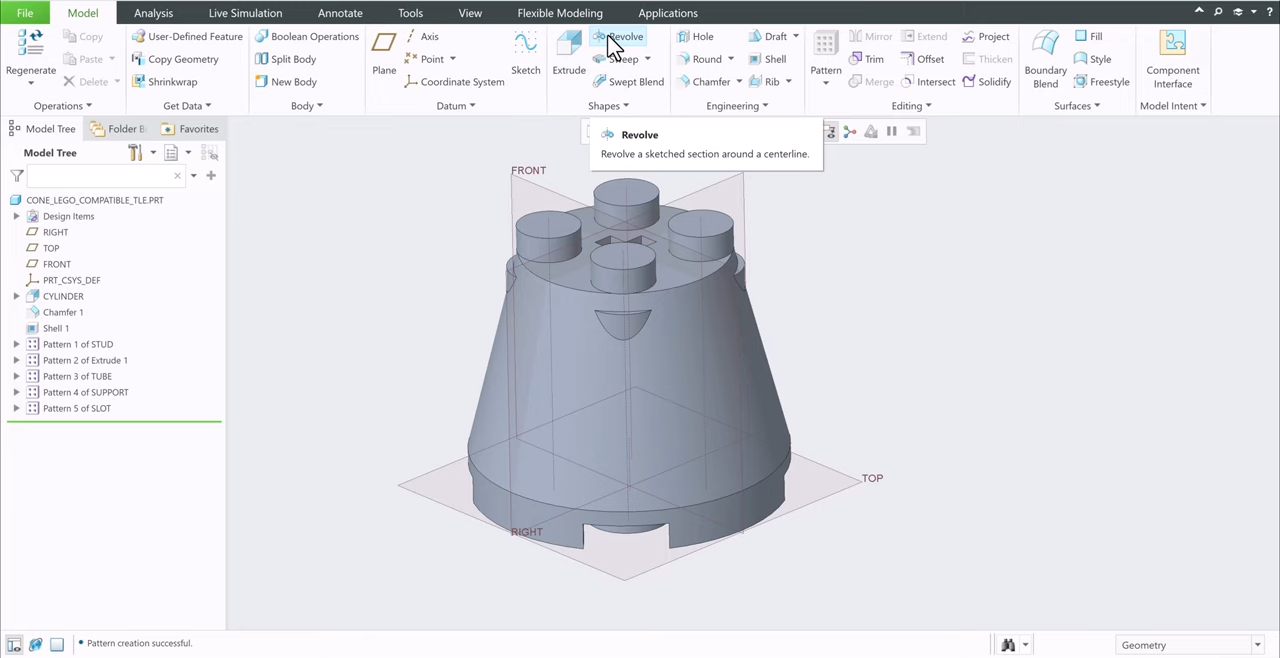 File Model Analysis Live Simulation Annotate Tools View Flexible Modeling Applications
Regenerate Copy Paste Delete Operations
User-Defined Feature Copy Geometry Shrinkwrap Get Data
Boolean Operations Split Body New Body Body
Plane Axis Point Coordinate System Sketch Datum
Extrude Revolve Sweep Swept Blend Shapes
Hole Round Chamfer Draft Shell Rib Engineering
Pattern Mirror Trim Merge Extend Offset Intersect Project Thicken Solidify Editing
Boundary Blend Fill Style Freestyle Surfaces
Component Interface Model Intent
Model Tree Folder B Favorites
Model Tree
CONE_LEGO_COMPATIBLE_TLE.PRT
Design Items
RIGHT
TOP
FRONT
PRT_CSYS_DEF
CYLINDER
Chamfer 1
Shell 1
Pattern 1 of STUD
Pattern 2 of Extrude 1
Pattern 3 of TUBE
Pattern 4 of SUPPORT
Pattern 5 of SLOT
Revolve
Revolve a sketched section around a centerline.
FRONT
TOP
RIGHT
Pattern creation successful.
Geometry